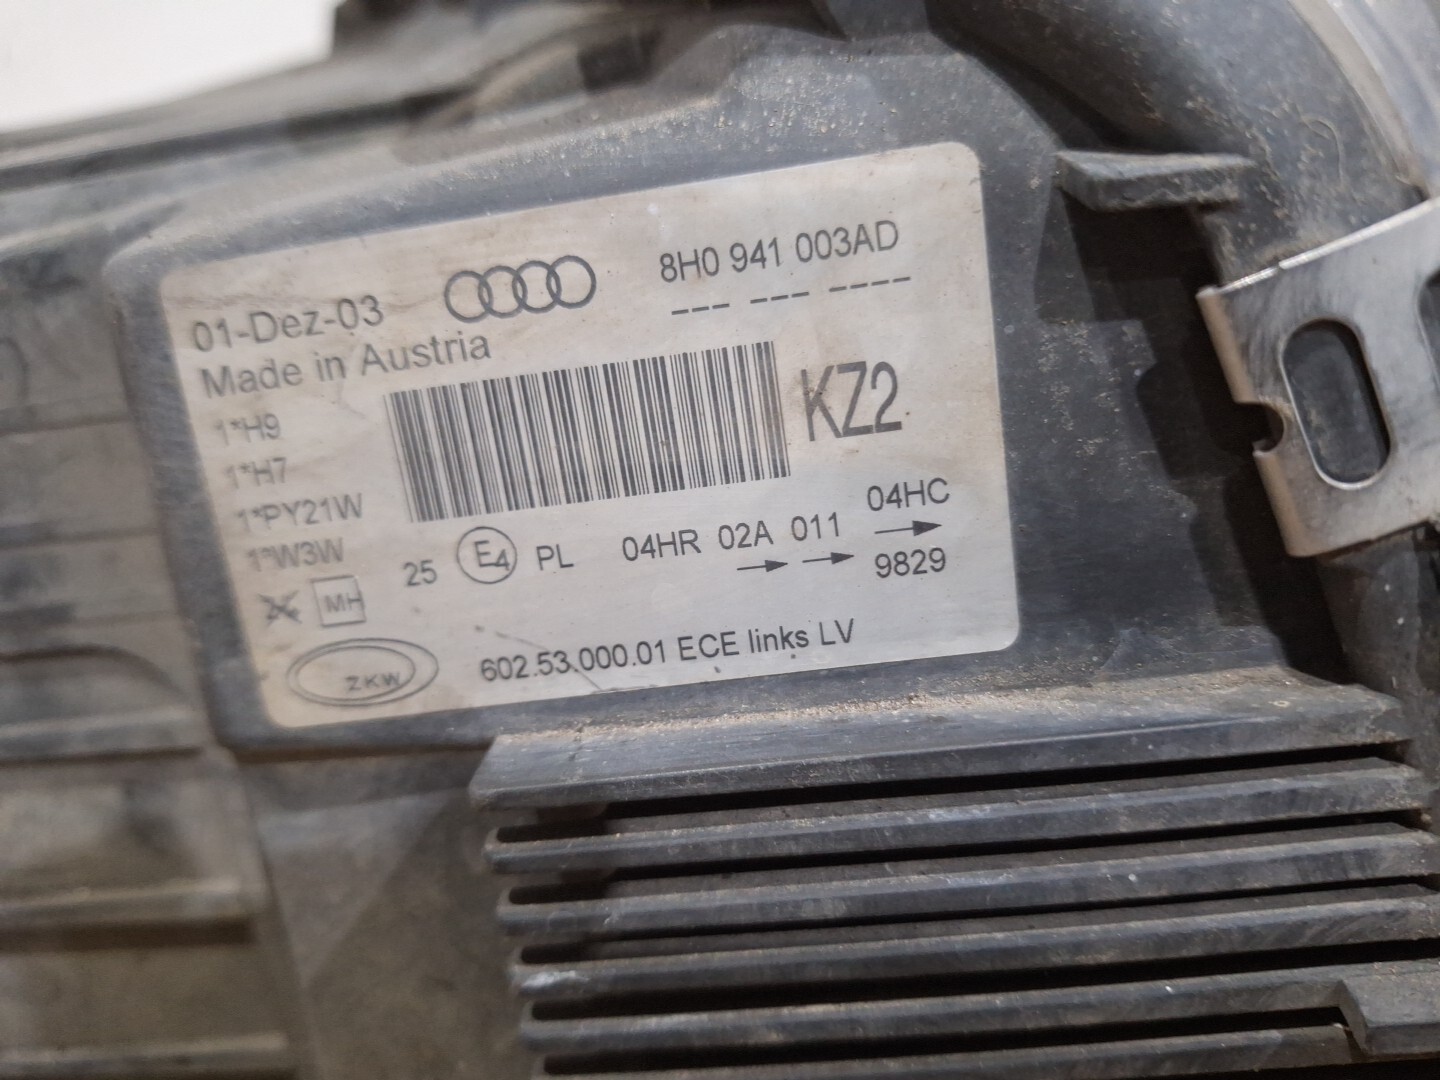 8H0 941 003AD
--- --- ----
01-Dez-03
Made in Austria
KZ2
1*H9
1*H7
1*PY21W
1*W3W
MH
25 E4 PL 04HR 02A 011 04HC
→ → →
9829
ZKW
602.53.000.01 ECE links LV